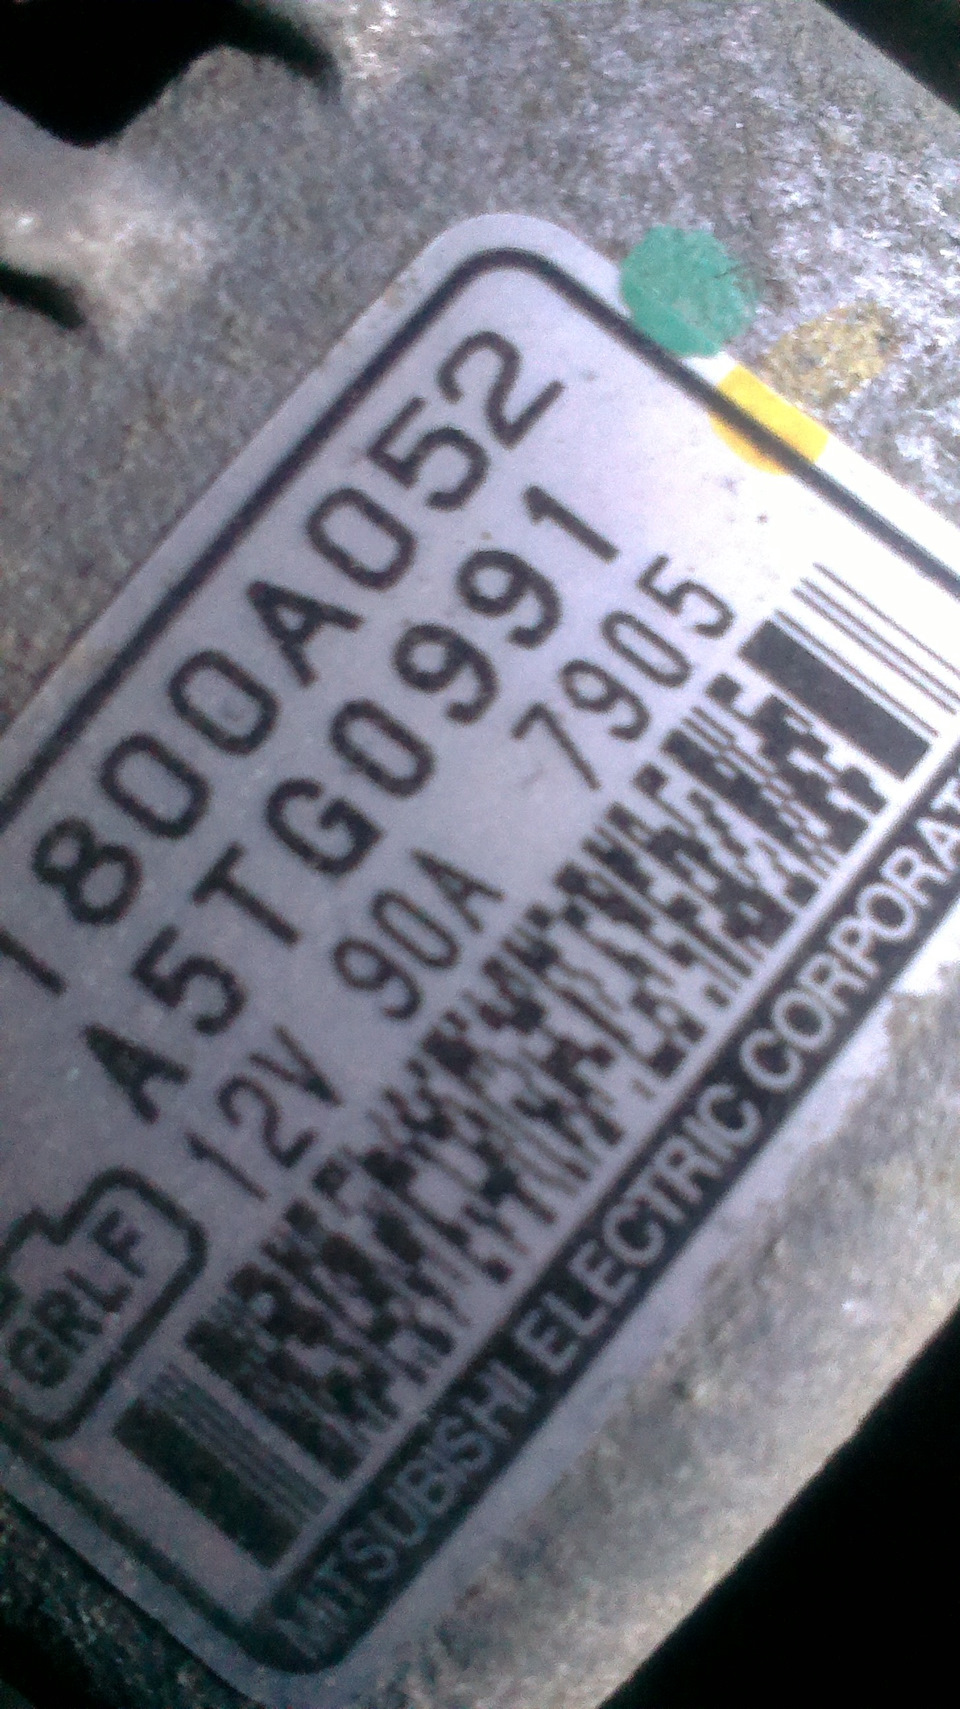 1800A052
A5TG0991
12V 90A 7905
GRLF
MITSUBISHI ELECTRIC CORPORAT